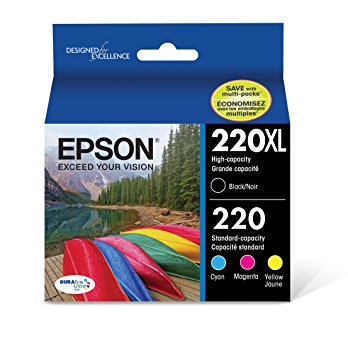 DESIGNED for
EXCELLENCE
SAVE with
multi-packs*
ÉCONOMISEZ
avec les emballages
multiples*
EPSON®
EXCEED YOUR VISION
220XL
High-capacity
Grande capacité
Black/Noir
220
Standard-capacity
Capacité standard
Cyan
Magenta
Yellow
Jaune
DURABrite
Ultra